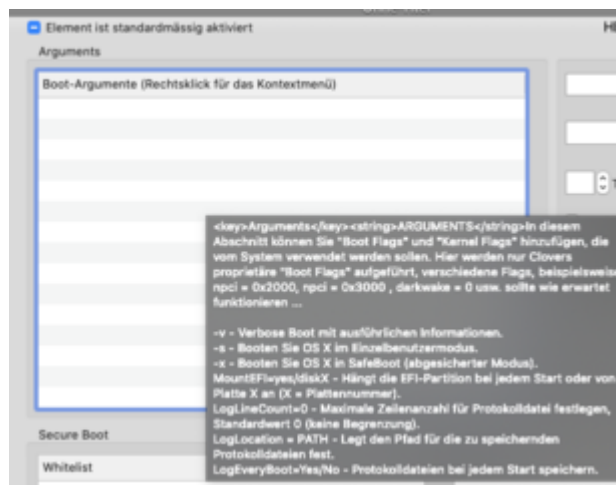 Element ist standardmässig aktiviert
Arguments
Boot-Argumente (Rechtsklick für das Kontextmenü)
<key>Arguments</key><string>ARGUMENTS</string>In diesem
Abschnitt können Sie "Boot Flags" und "Kernel Flags" hinzufügen, die
vom System verwendet werden sollen. Hier werden nur Clovers
proprietäre "Boot Flags" aufgeführt, verschiedene Flags, beispielsweise
npci = 0x2000, npci = 0x3000 , darkwake = 0 usw. sollte wie erwartet
funktionieren ...
-v - Verbose Boot mit ausführlichen Informationen.
-s - Booten Sie OS X im Einzelbenutzermodus.
-x - Booten Sie OS X in SafeBoot (abgesicherter Modus).
MountEFI=yes/diskX - Hängt die EFI-Partition bei jedem Start oder von
Platte X an (X = Plattennummer).
LogLineCount=0 - Maximale Zeilenanzahl für Protokolldatei festlegen,
Standardwert 0 (keine Begrenzung).
LogLocation = PATH - Legt den Pfad für die zu speichernden
Protokolldateien fest.
LogEveryBoot=Yes/No - Protokolldateien bei jedem Start speichern.
Secure Boot
Whitelist